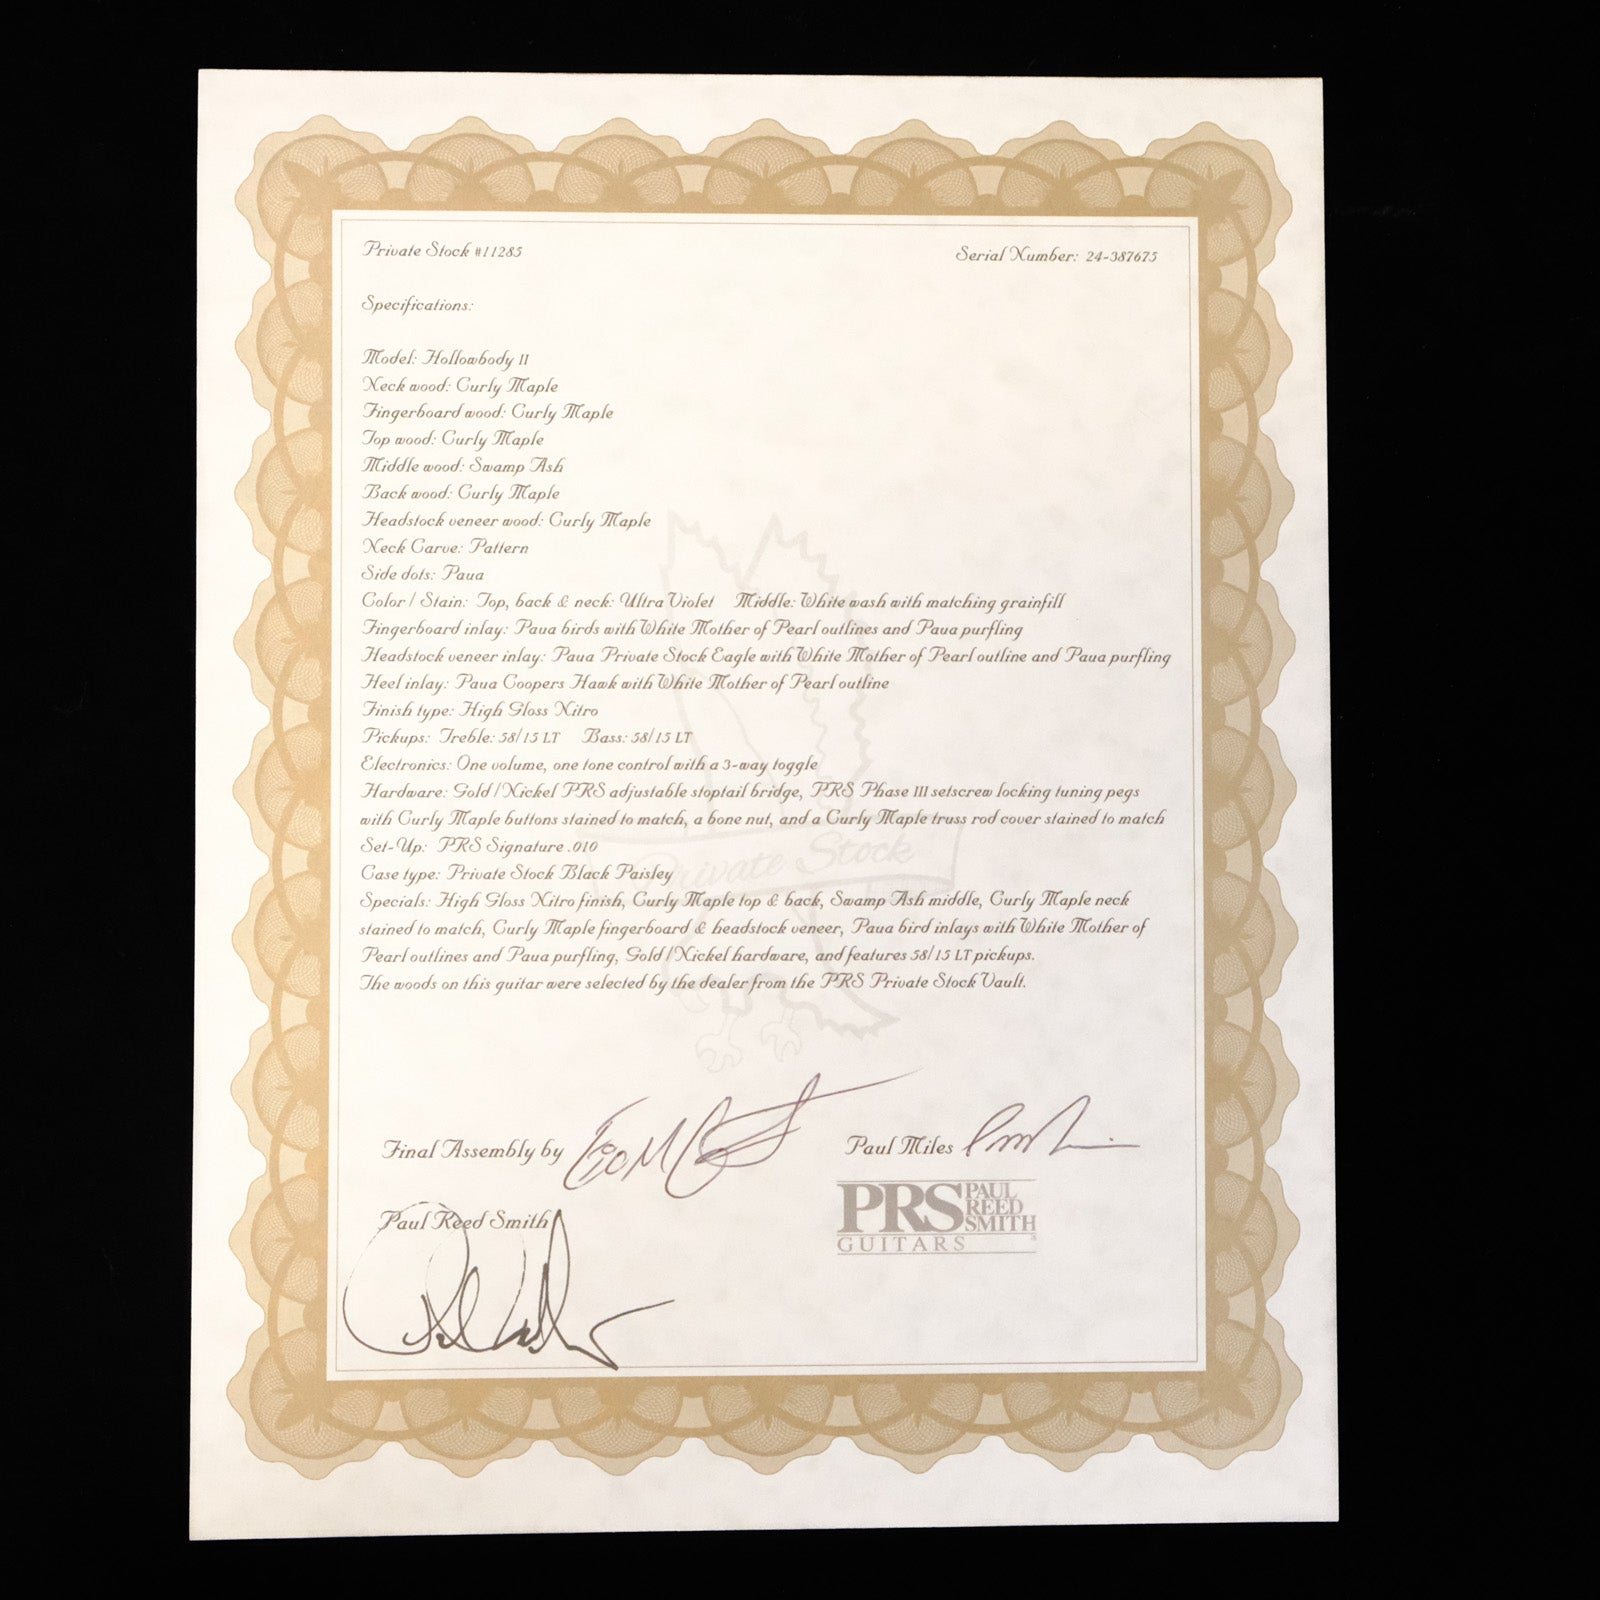 Private Stock #11285
Serial Number: 24-387675
Specifications:
Model: Hollowbody II
Neck wood: Curly Maple
Fingerboard wood: Curly Maple
Top wood: Curly Maple
Middle wood: Swamp Ash
Back wood: Curly Maple
Headstock veneer wood: Curly Maple
Neck Carve: Pattern
Side dots: Paua
Color / Stain: Top, back & neck: Ultra Violet Middle: White wash with matching grainfill
Fingerboard inlay: Paua birds with White Mother of Pearl outlines and Paua purfling
Headstock veneer inlay: Paua Private Stock Eagle with White Mother of Pearl outline and Paua purfling
Heel inlay: Paua Coopers Hawk with White Mother of Pearl outline
Finish type: High Gloss Nitro
Pickups: Treble: 58/15 LT Bass: 58/15 LT
Electronics: One volume, one tone control with a 3-way toggle
Hardware: Gold / Nickel PRS adjustable stoptail bridge, PRS Phase III setscrew locking tuning pegs
with Curly Maple buttons stained to match, a bone nut, and a Curly Maple truss rod cover stained to match
Set-Up: PRS Signature .010
Private Stock
Case type: Private Stock Black Paisley
Specials: High Gloss Nitro finish, Curly Maple top & back, Swamp Ash middle, Curly Maple neck
stained to match, Curly Maple fingerboard & headstock veneer, Paua bird inlays with White Mother of
Pearl outlines and Paua purfling, Gold / Nickel hardware, and features 58/15 LT pickups.
The woods on this guitar were selected by the dealer from the PRS Private Stock Vault.
Final Assembly by
Paul Miles
Paul Reed Smith
PRS PAUL REED SMITH
GUITARS